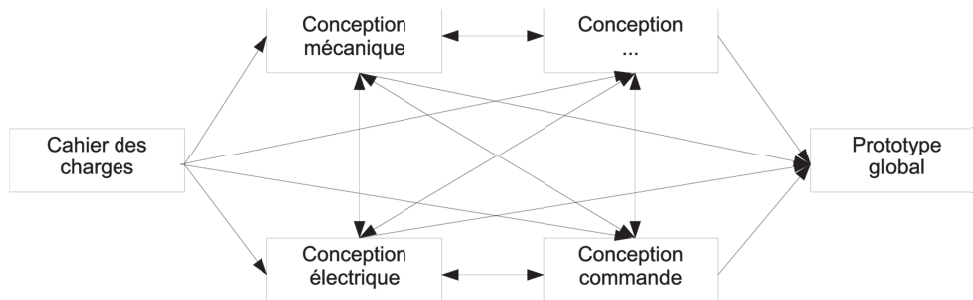 Conception
mécanique
Conception
...
Cahier des
charges
Prototype
global
Conception
électrique
Conception
commande